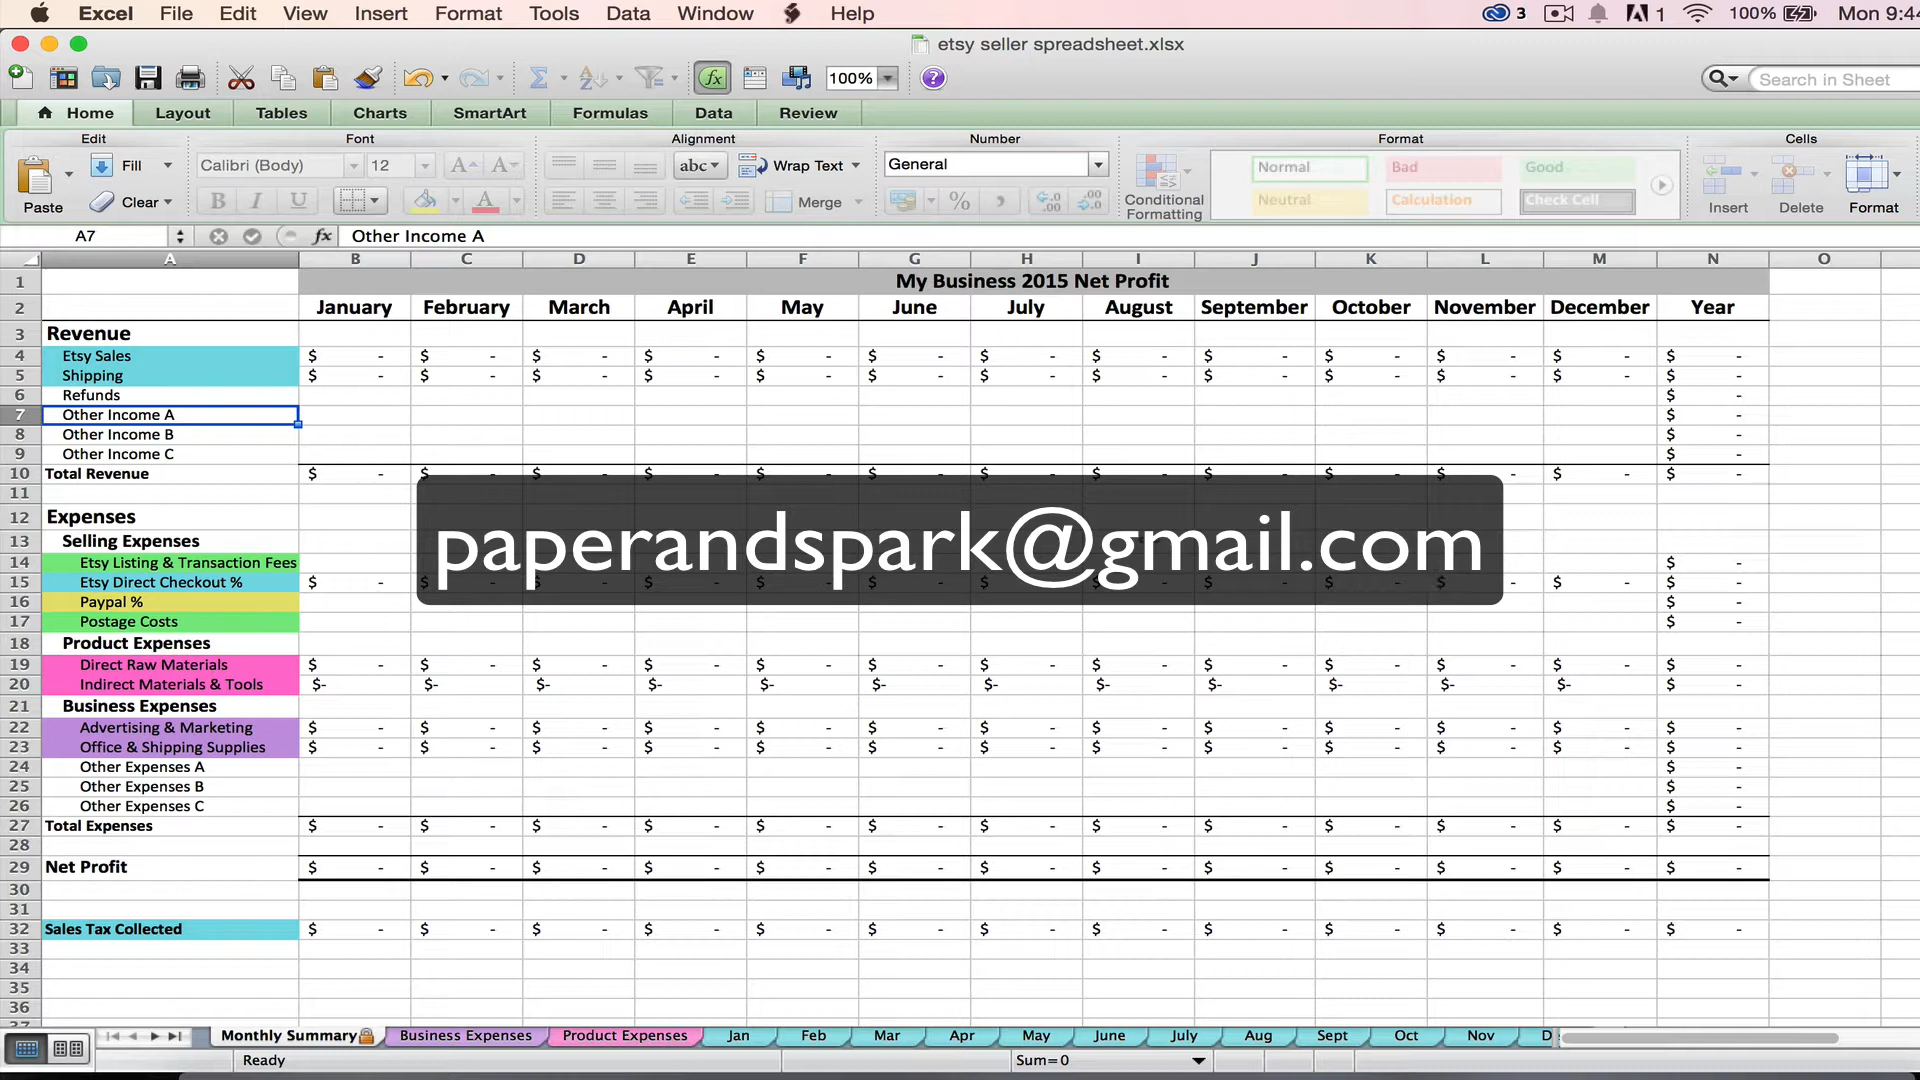 Excel File Edit View Insert Format Tools Data Window Help 3 1 100% Mon 9:4
etsy seller spreadsheet.xlsx
100% Search in Sheet
Home Layout Tables Charts SmartArt Formulas Data Review
Edit Font Alignment Number Format Cells
Fill Calibri (Body) 12 abc Wrap Text General Normal Bad Good
Paste Clear B I U Merge % Conditional Formatting Neutral Calculation Check Cell Insert Delete Format
A7 fx Other Income A
A B C D E F G H I J K L M N O
1 My Business 2015 Net Profit
2 January February March April May June July August September October November December Year
3 Revenue
4 Etsy Sales $ - $ - $ - $ - $ - $ - $ - $ - $ - $ - $ - $ - $ -
5 Shipping $ - $ - $ - $ - $ - $ - $ - $ - $ - $ - $ - $ - $ -
6 Refunds $ -
7 Other Income A $ -
8 Other Income B $ -
9 Other Income C $ -
10 Total Revenue $ - $ - $ - $ - $ - $ - $ - $ - $ - $ - $ - $ - $ -
11
12 Expenses
paperandspark@gmail.com
13 Selling Expenses
14 Etsy Listing & Transaction Fees $ -
15 Etsy Direct Checkout % $ - $ - $ -
16 Paypal % $ -
17 Postage Costs $ -
18 Product Expenses
19 Direct Raw Materials $ - $ - $ - $ - $ - $ - $ - $ - $ - $ - $ - $ - $ -
20 Indirect Materials & Tools $- $- $- $- $- $- $- $- $- $- $- $- $ -
21 Business Expenses
22 Advertising & Marketing $ - $ - $ - $ - $ - $ - $ - $ - $ - $ - $ - $ - $ -
23 Office & Shipping Supplies $ - $ - $ - $ - $ - $ - $ - $ - $ - $ - $ - $ - $ -
24 Other Expenses A $ -
25 Other Expenses B $ -
26 Other Expenses C $ -
27 Total Expenses $ - $ - $ - $ - $ - $ - $ - $ - $ - $ - $ - $ - $ -
28
29 Net Profit $ - $ - $ - $ - $ - $ - $ - $ - $ - $ - $ - $ - $ -
30
31
32 Sales Tax Collected $ - $ - $ - $ - $ - $ - $ - $ - $ - $ - $ - $ - $ -
33
34
35
36
Monthly Summary Business Expenses Product Expenses Jan Feb Mar Apr May June July Aug Sept Oct Nov D
Ready Sum=0